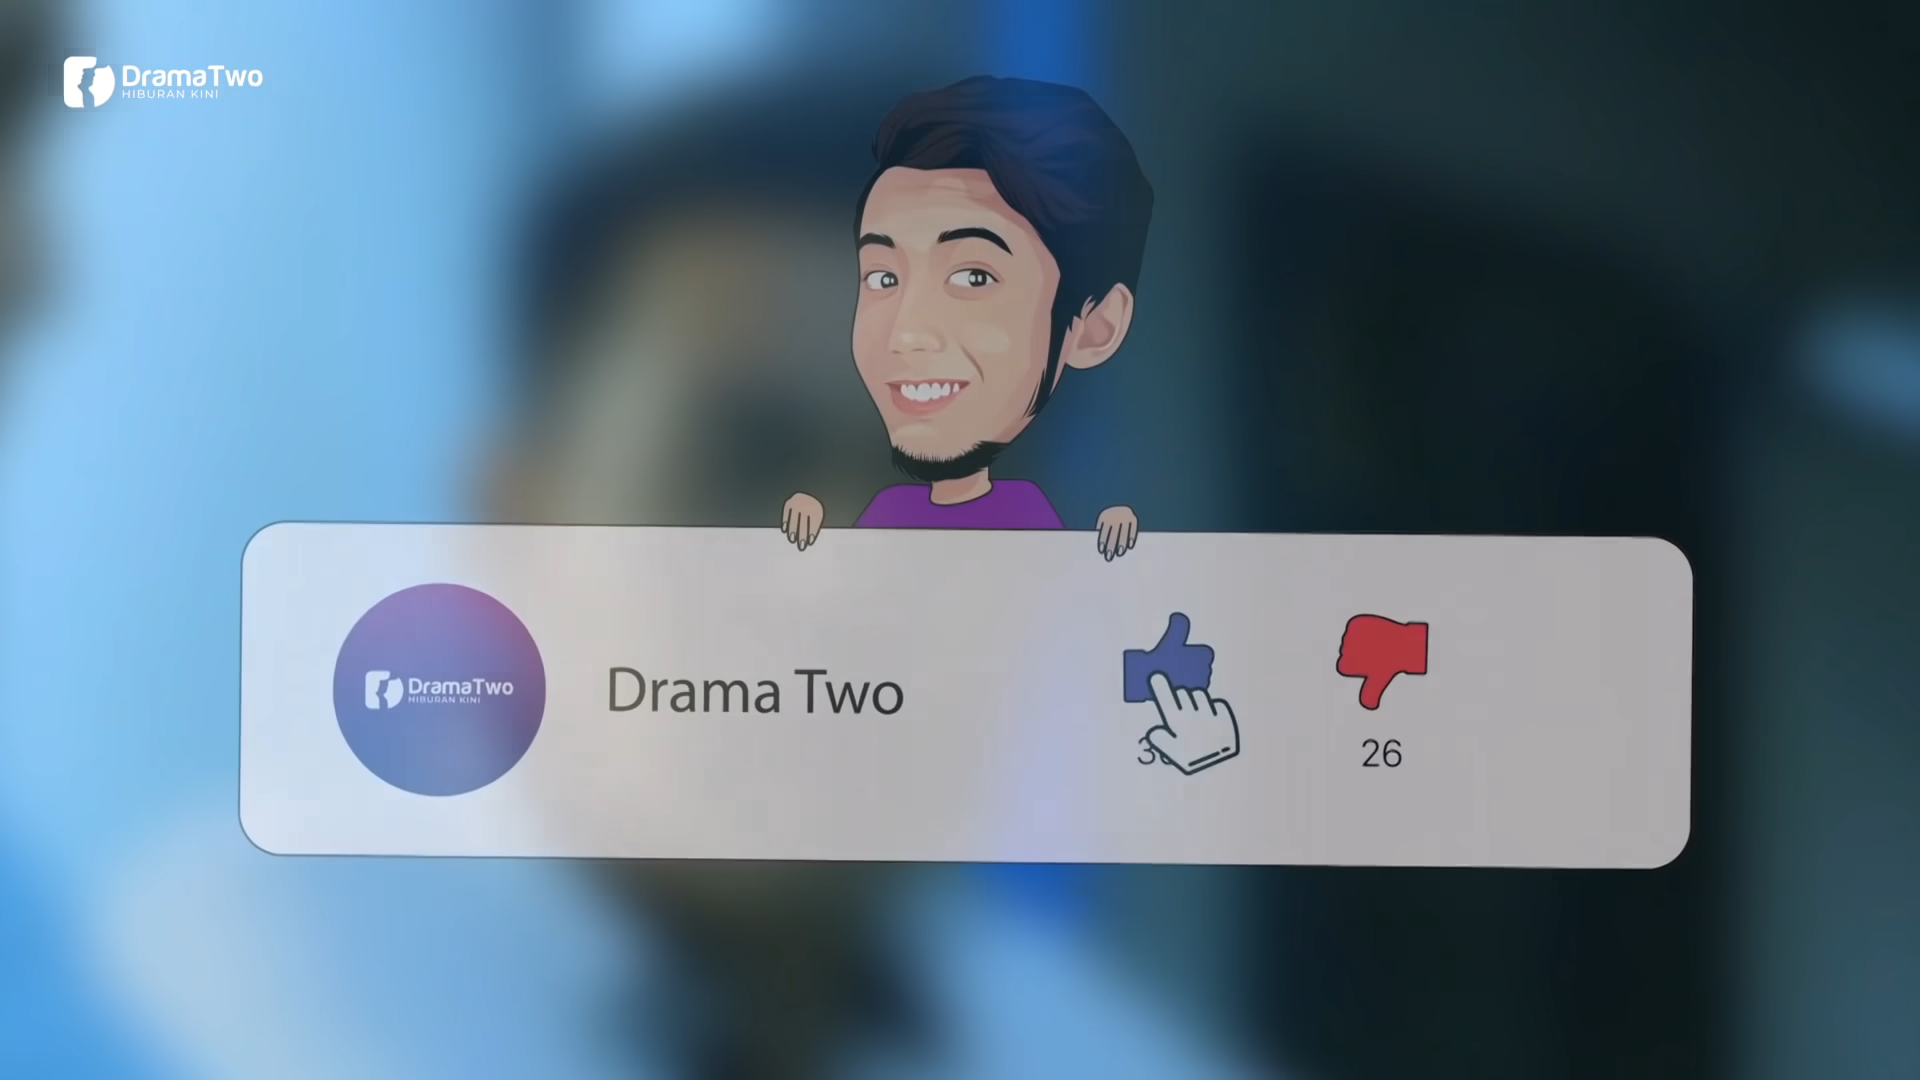 DramaTwo
HIBURAN KINI
DramaTwo
HIBURAN KINI
Drama Two
26